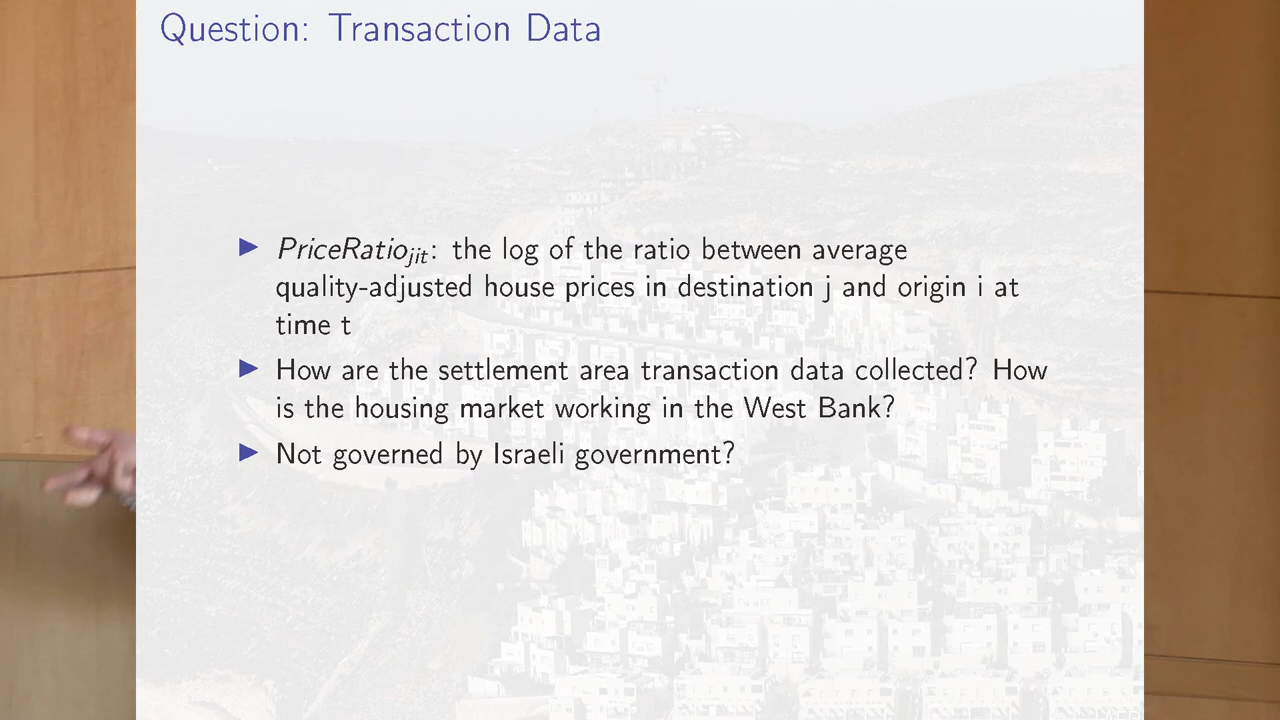 Question: Transaction Data
▶ PriceRatio_jit: the log of the ratio between average
quality-adjusted house prices in destination j and origin i at
time t
▶ How are the settlement area transaction data collected? How
is the housing market working in the West Bank?
▶ Not governed by Israeli government?